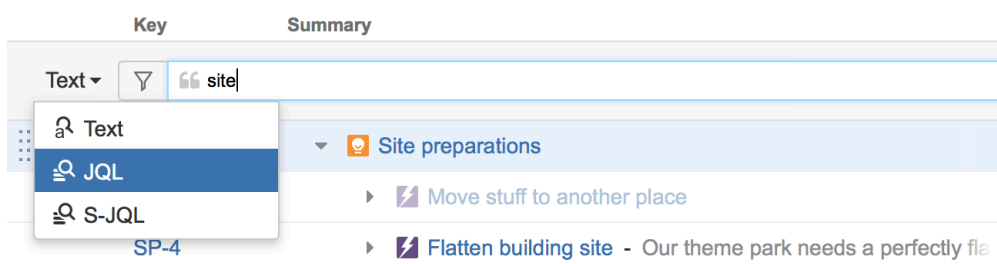 Key Summary
Text site
Text
JQL
S-JQL
Site preparations
Move stuff to another place
SP-4 Flatten building site - Our theme park needs a perfectly